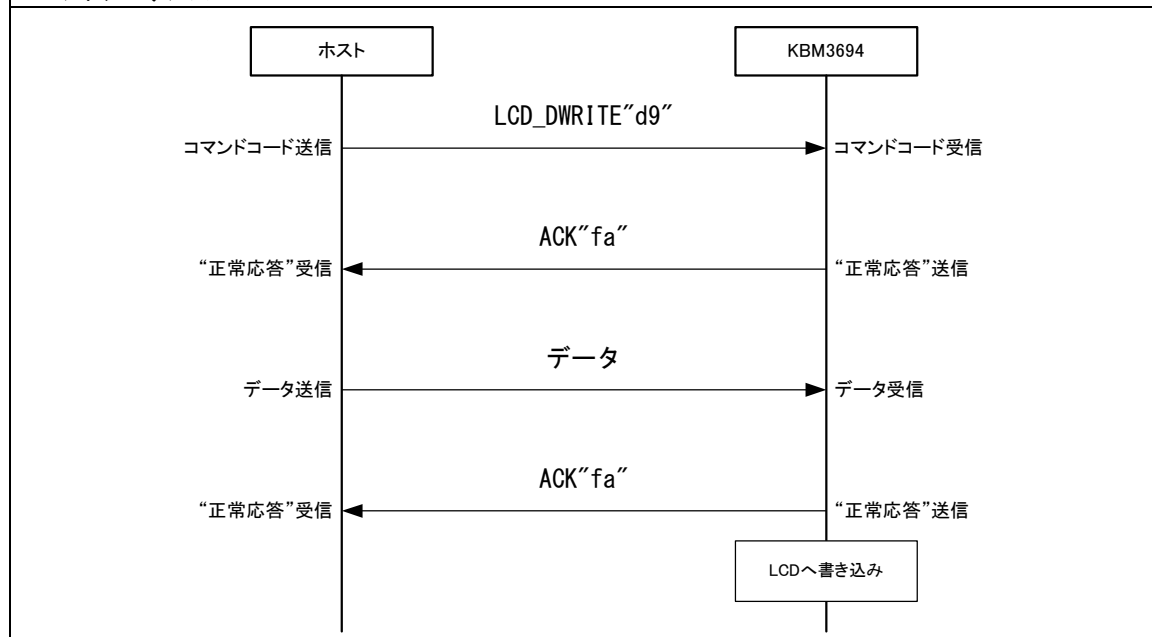 ホスト
KBM3694
LCD_DWRITE"d9"
コマンドコード送信
コマンドコード受信
ACK"fa"
“正常応答”受信
“正常応答”送信
データ
データ送信
データ受信
ACK"fa"
“正常応答”受信
“正常応答”送信
LCDへ書き込み